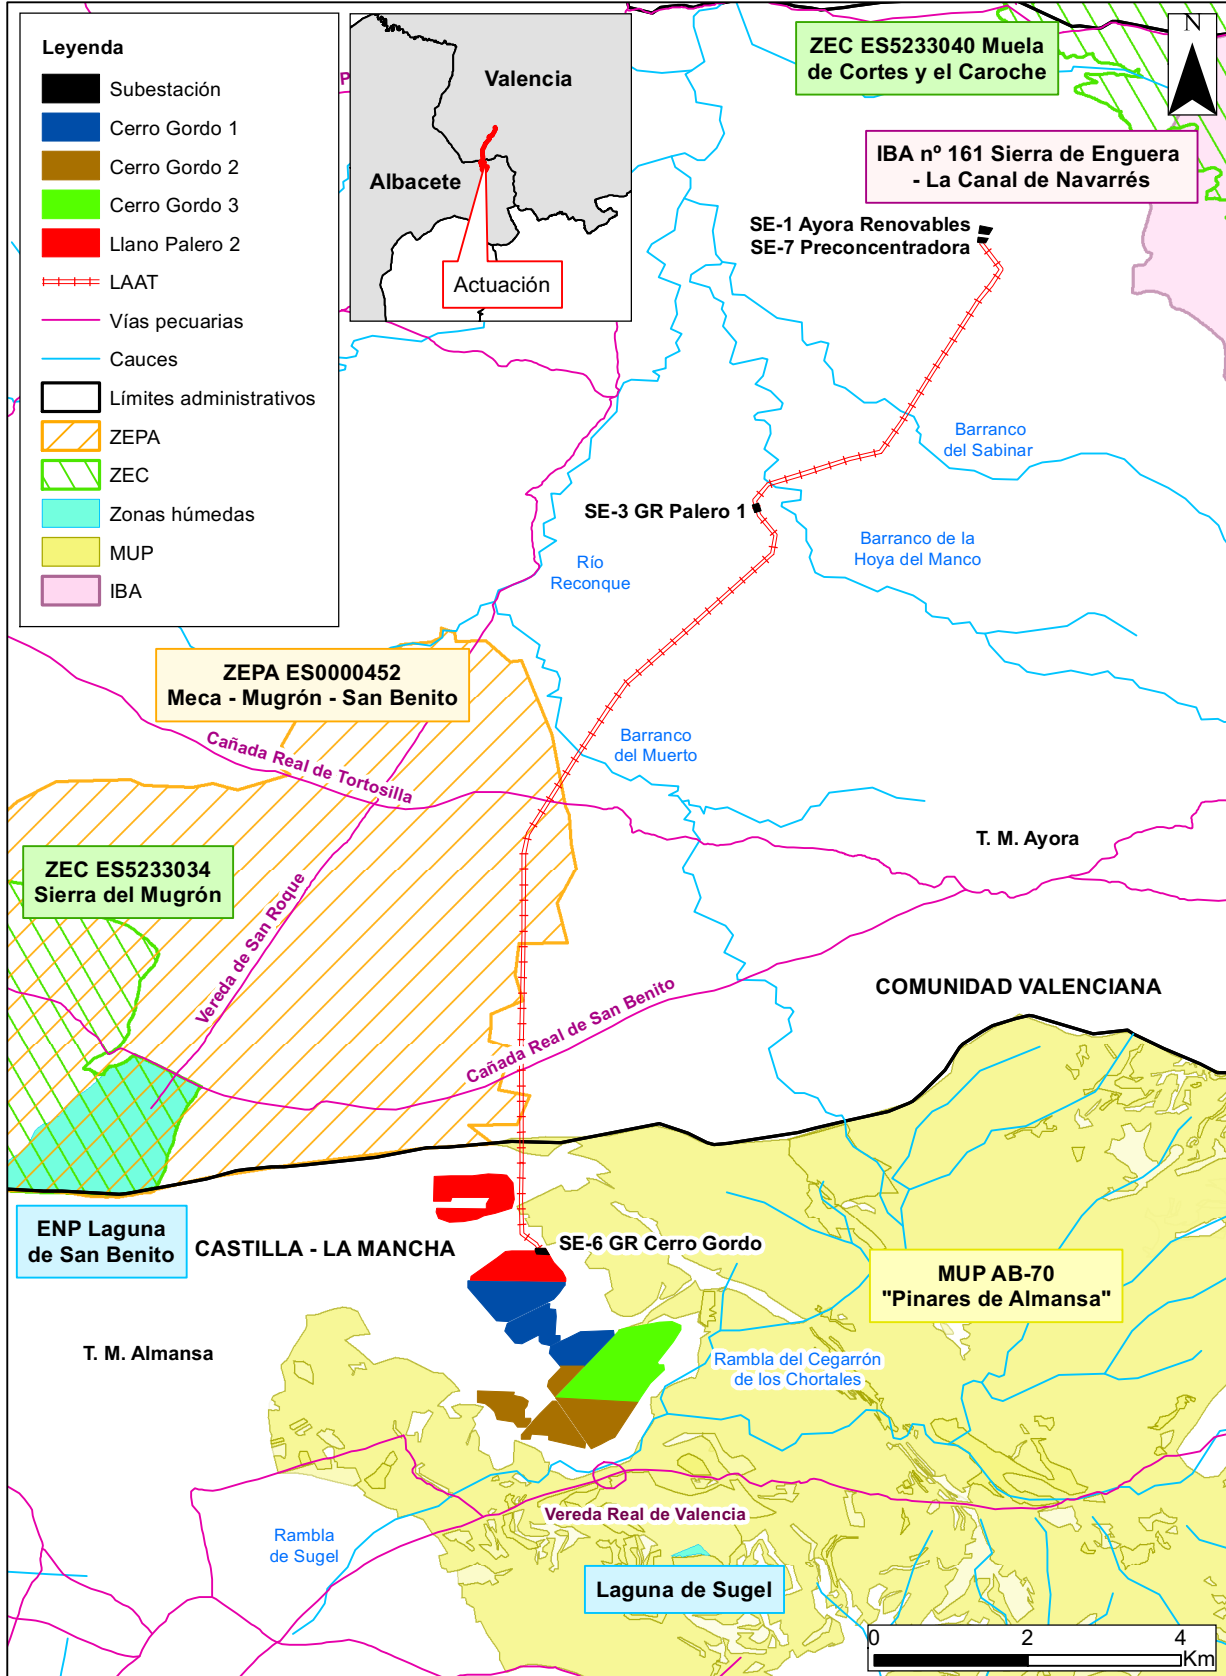 Leyenda
Subestación
Cerro Gordo 1
Cerro Gordo 2
Cerro Gordo 3
Llano Palero 2
LAAT
Vías pecuarias
Cauces
Límites administrativos
ZEPA
ZEC
Zonas húmedas
MUP
IBA
P
Valencia
Albacete
Actuación
ZEC ES5233040 Muela
de Cortes y el Caroche
N
IBA nº 161 Sierra de Enguera
- La Canal de Navarrés
SE-1 Ayora Renovables
SE-7 Preconcentradora
Barranco
del Sabinar
SE-3 GR Palero 1
Barranco de la
Hoya del Manco
Río
Reconque
ZEPA ES0000452
Meca - Mugrón - San Benito
Barranco
del Muerto
Cañada Real de Tortosilla
T. M. Ayora
ZEC ES5233034
Sierra del Mugrón
Vereda de San Roque
Cañada Real de San Benito
COMUNIDAD VALENCIANA
ENP Laguna
de San Benito
CASTILLA - LA MANCHA
SE-6 GR Cerro Gordo
MUP AB-70
"Pinares de Almansa"
T. M. Almansa
Rambla del Cegarrón
de los Chortales
Vereda Real de Valencia
Rambla
de Sugel
Laguna de Sugel
0 2 4
Km